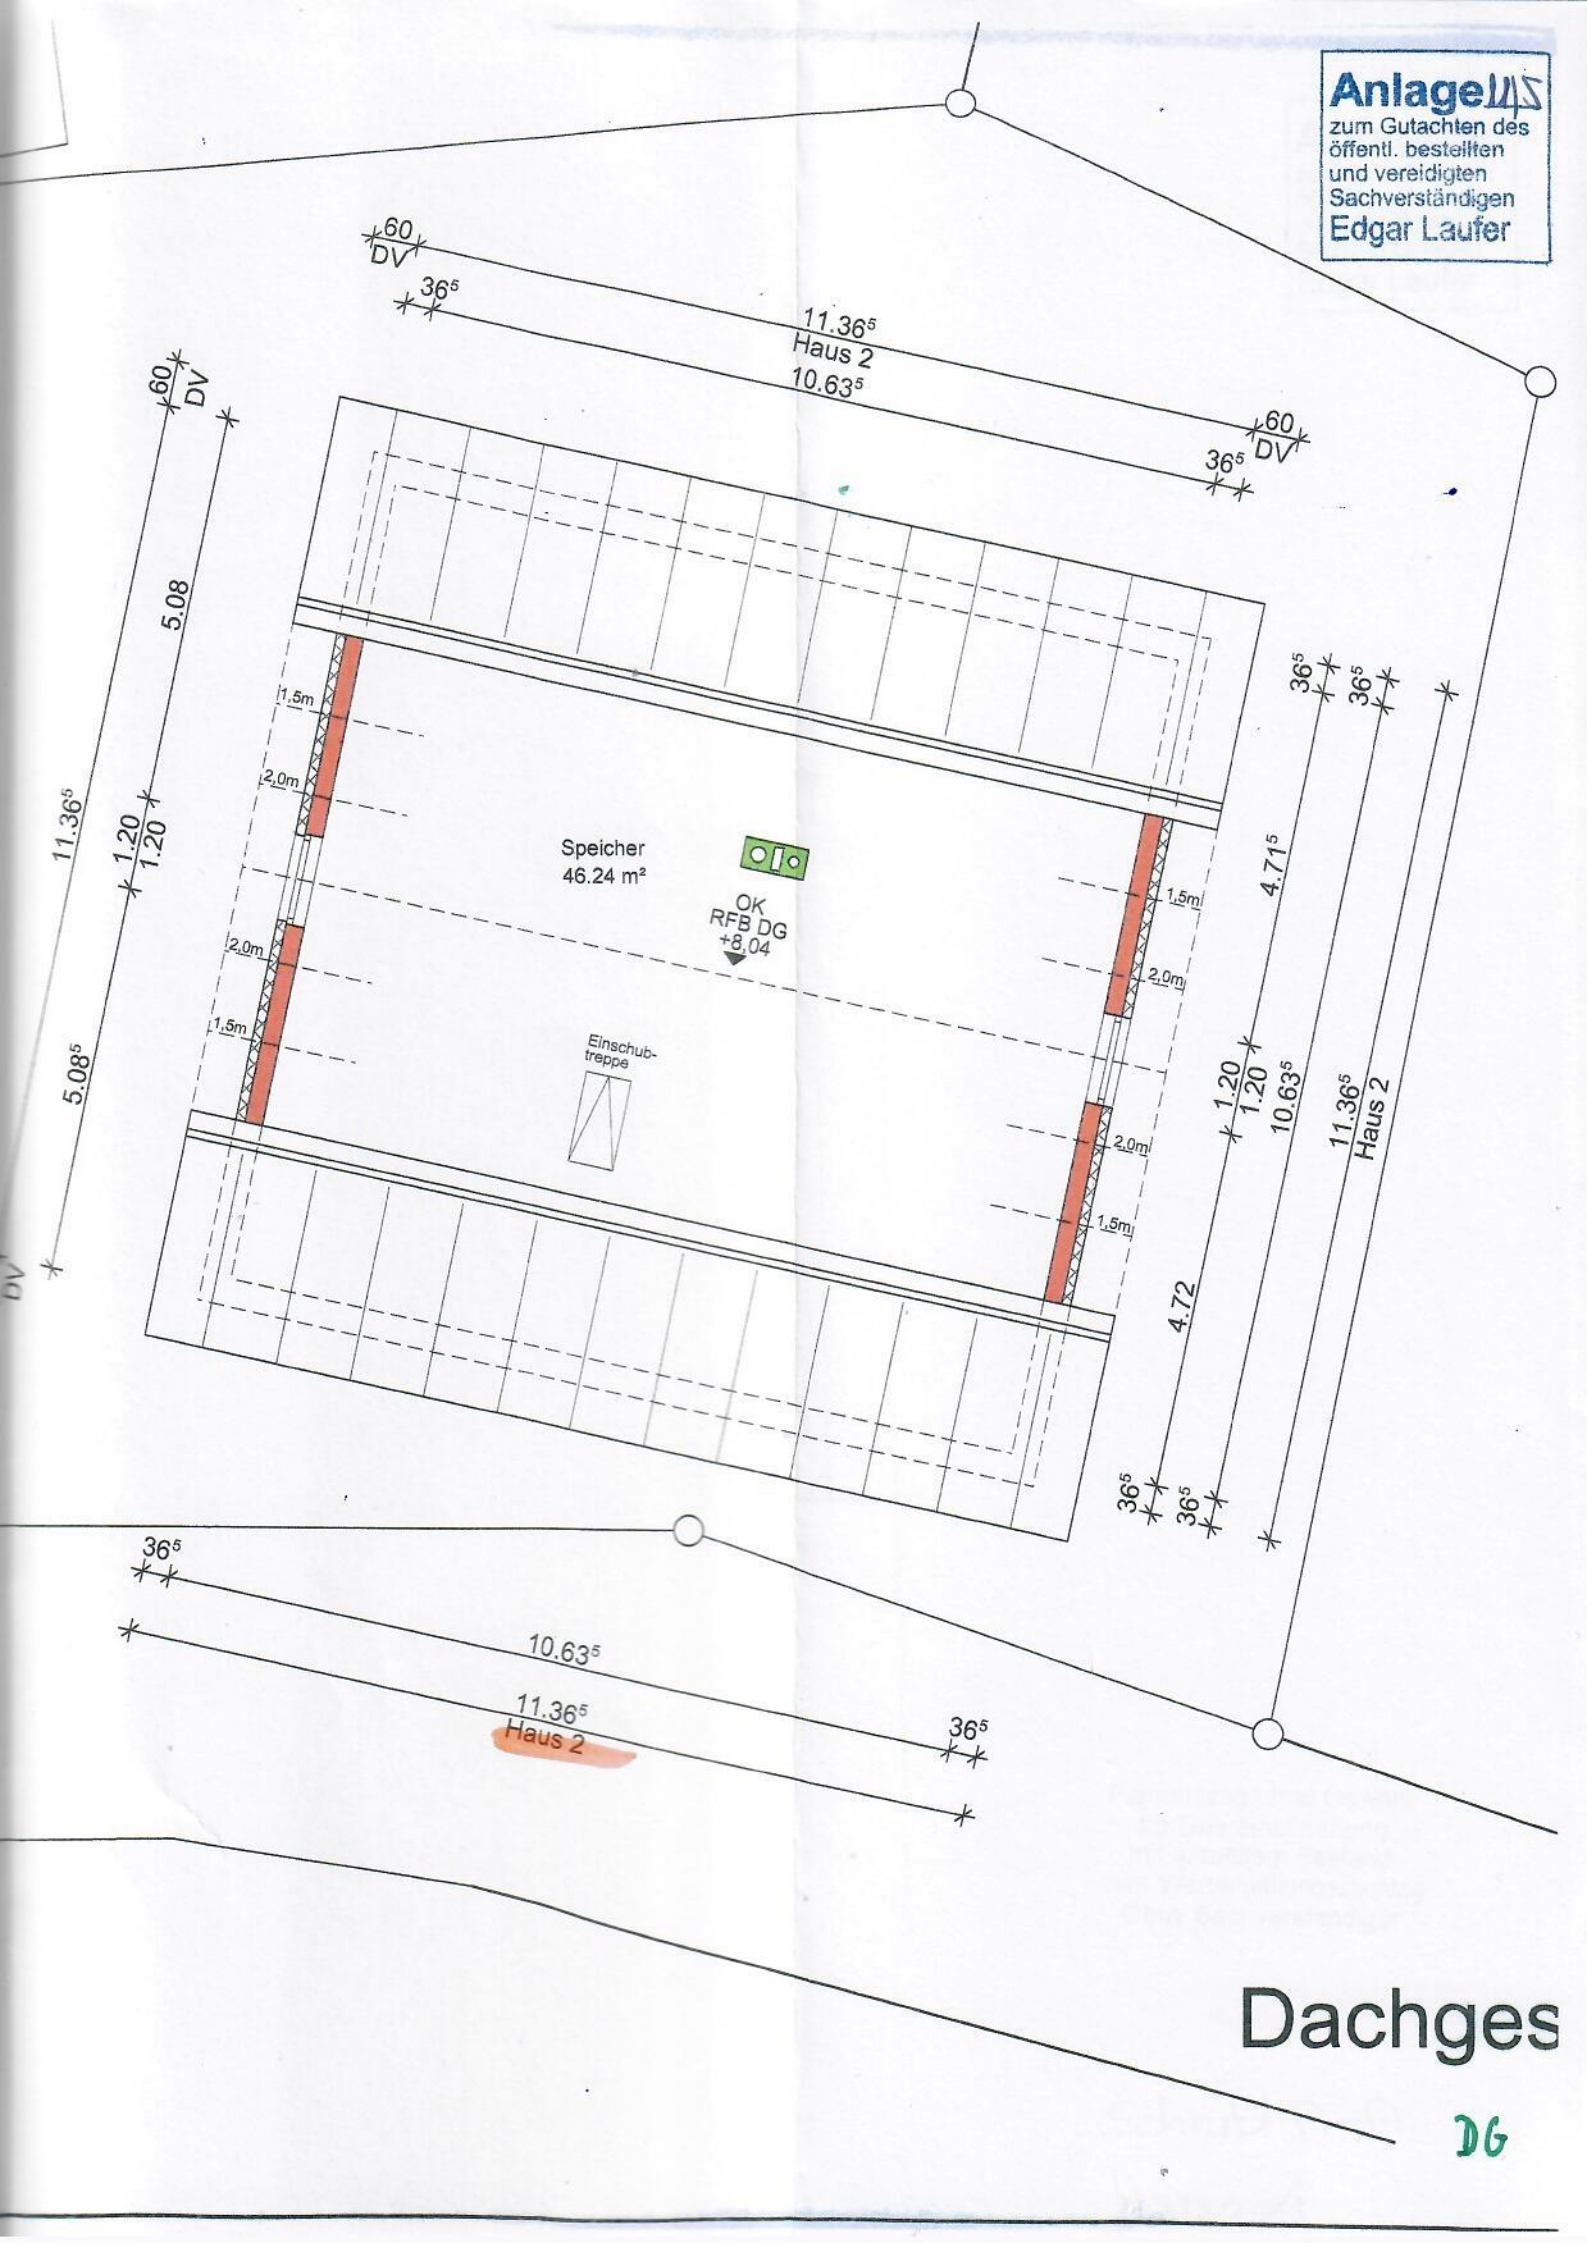 Anlage
zum Gutachten des
öffentl. bestellten
und vereidigten
Sachverständigen
Edgar Laufer
60
DV
36⁵
11.36⁵
Haus 2
10.63⁵
60
DV
36⁵
60
DV
5.08
11.36⁵
1.20
1.20
5.08⁵
DV
1,5m
2,0m
2,0m
1,5m
Speicher
46.24 m²
OK
RFB DG
+8,04
Einschub-
treppe
1,5m
2,0m
2,0m
1,5m
36⁵
36⁵
4.71⁵
1.20
1.20
10.63⁵
11.36⁵
Haus 2
4.72
36⁵
36⁵
36⁵
10.63⁵
11.36⁵
Haus 2
36⁵
Dachges
DG